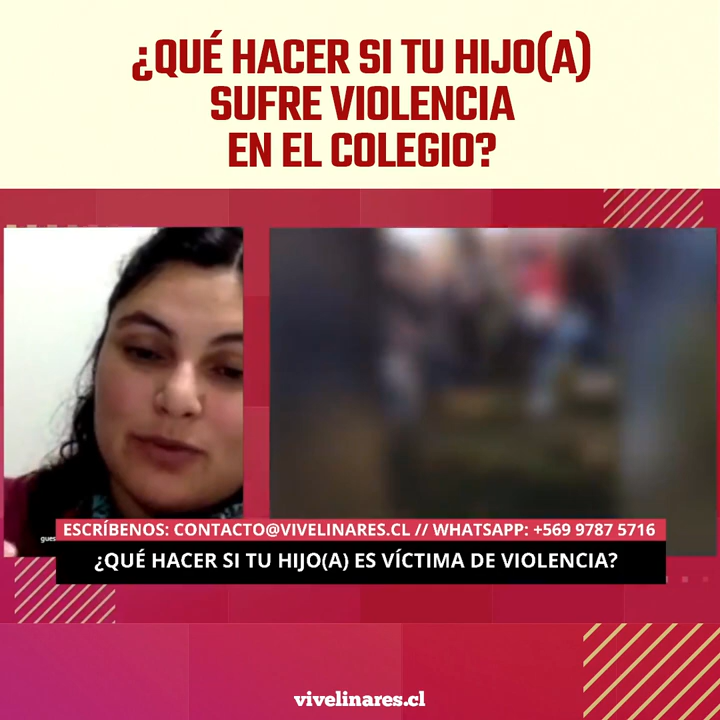 ¿QUÉ HACER SI TU HIJO(A)
SUFRE VIOLENCIA
EN EL COLEGIO?
gues
ESCRÍBENOS: CONTACTO@VIVELINARES.CL // WHATSAPP: +569 9787 5716
¿QUÉ HACER SI TU HIJO(A) ES VÍCTIMA DE VIOLENCIA?
vivelinares.cl